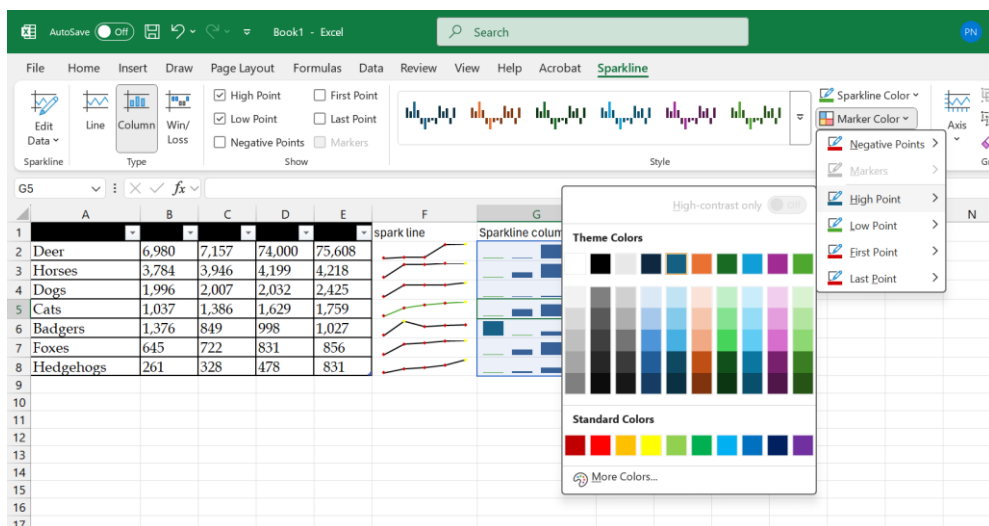 AutoSave Off Book1 - Excel Search PN
File Home Insert Draw Page Layout Formulas Data Review View Help Acrobat Sparkline
Edit Data
Line
Column
Win/ Loss
High Point First Point
Low Point Last Point
Negative Points Markers
Sparkline Color
Marker Color
Axis
Sparkline Type Show Style
G5 fx
A B C D E F G N
1 spark line Sparkline colum
2 Deer 6,980 7,157 74,000 75,608
3 Horses 3,784 3,946 4,199 4,218
4 Dogs 1,996 2,007 2,032 2,425
5 Cats 1,037 1,386 1,629 1,759
6 Badgers 1,376 849 998 1,027
7 Foxes 645 722 831 856
8 Hedgehogs 261 328 478 831
9
10
11
12
13
14
15
16
17
Negative Points
Markers
High Point
Low Point
First Point
Last Point
High-contrast only Off
Theme Colors
Standard Colors
More Colors...